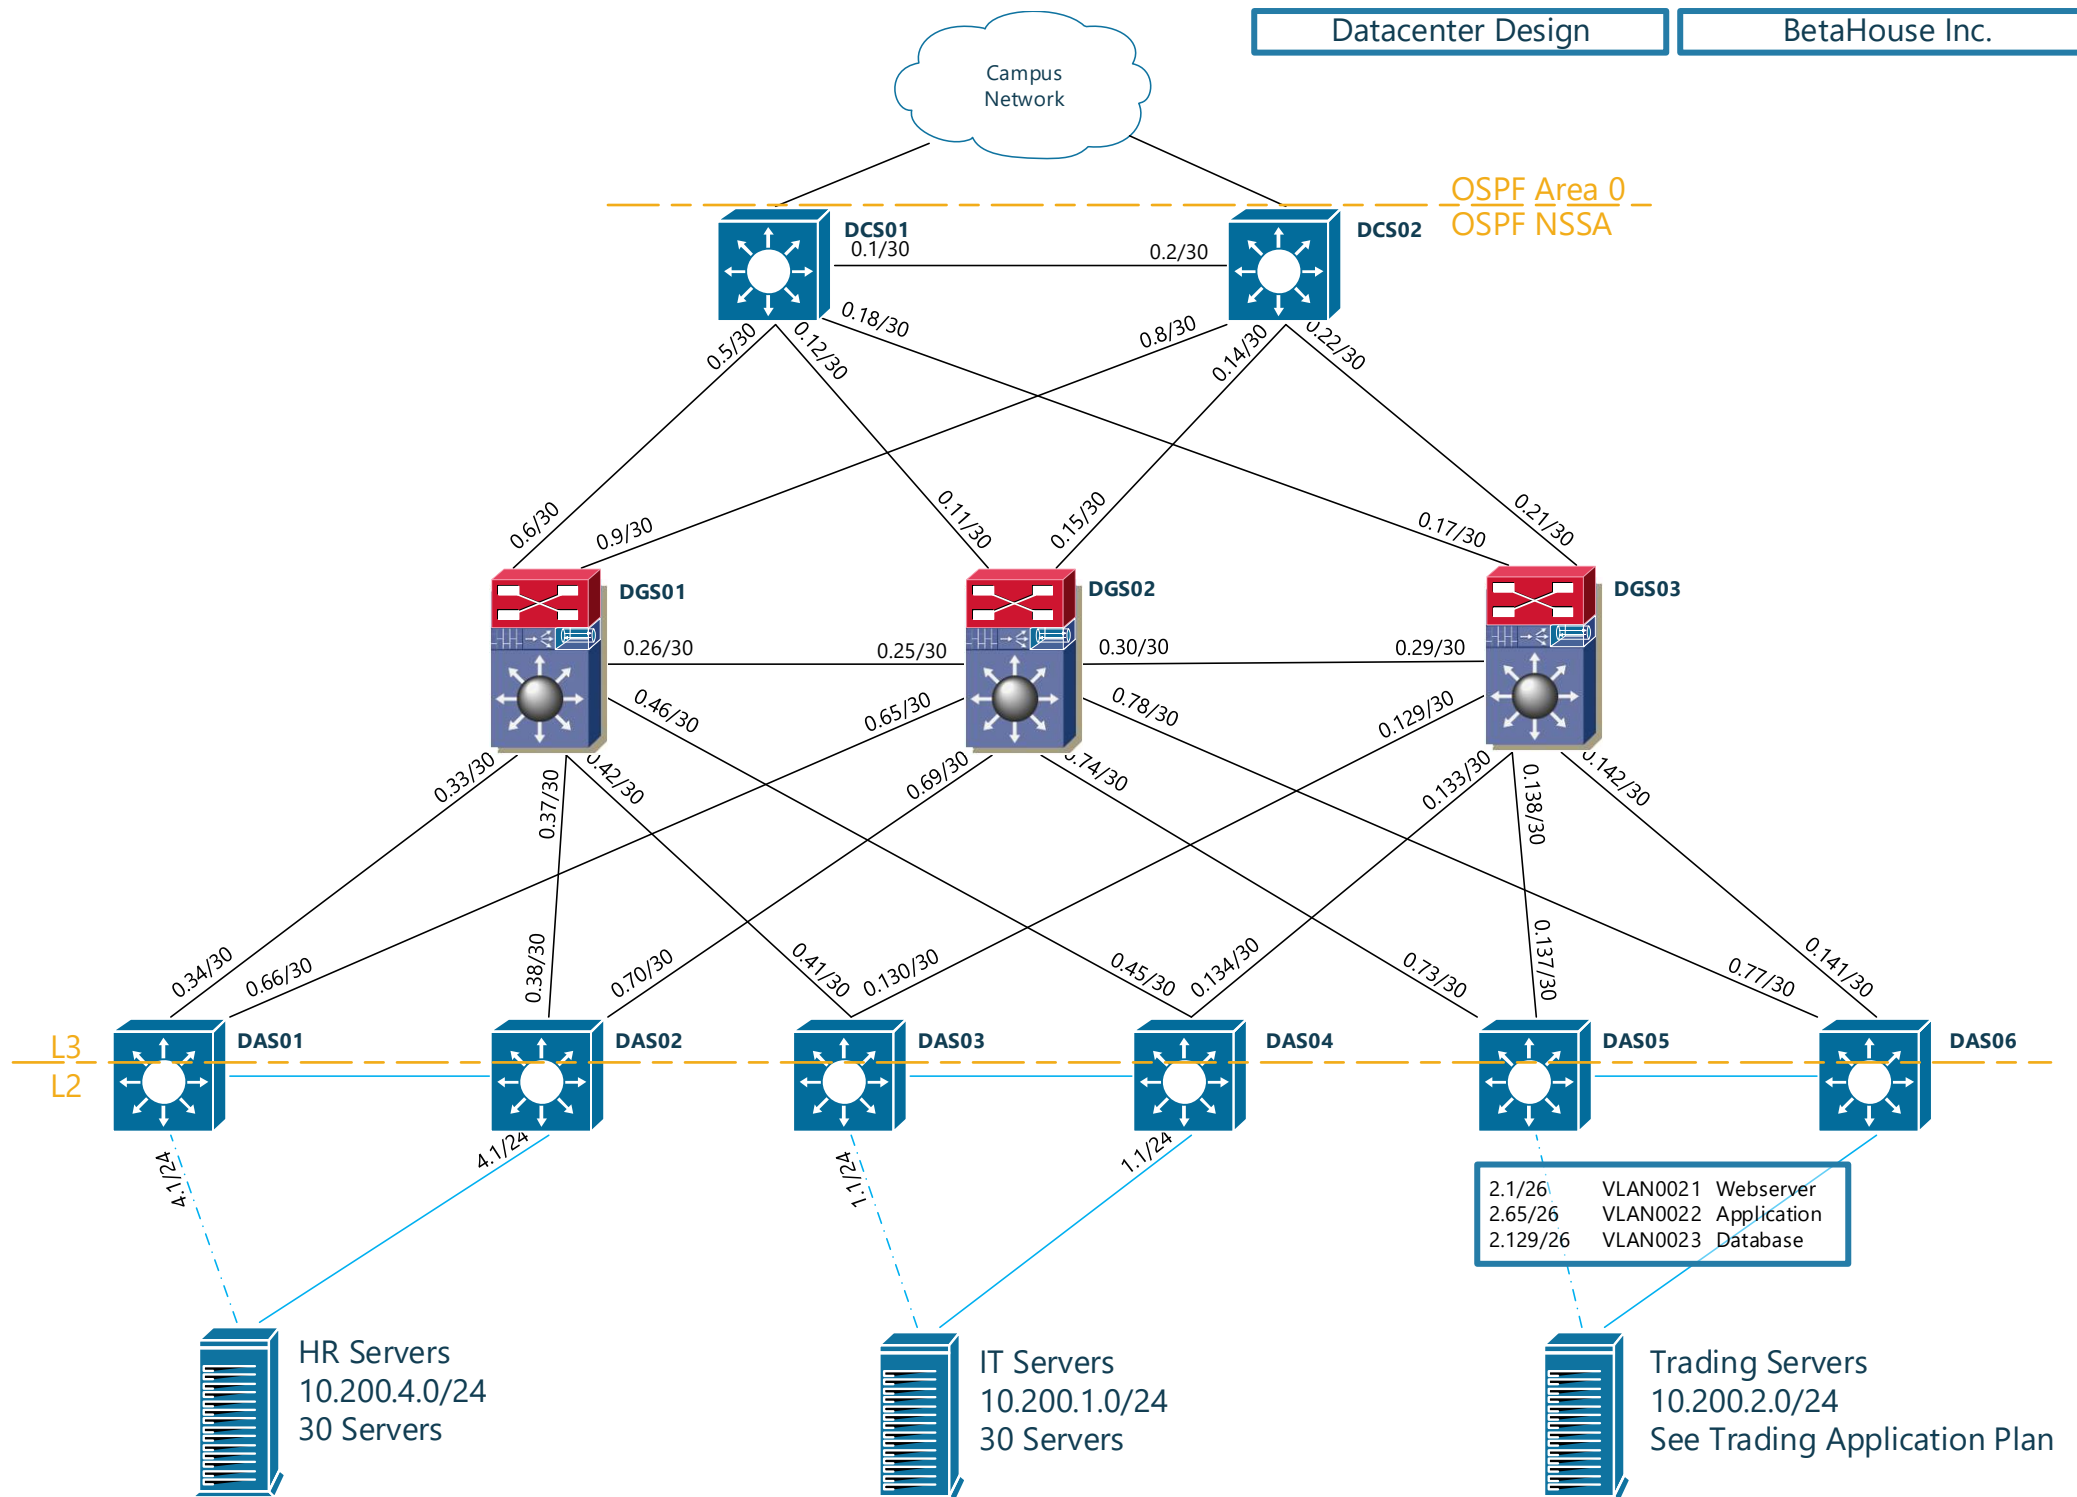 Datacenter Design
BetaHouse Inc.
Campus
Network
OSPF Area 0
OSPF NSSA
DCS01
DCS02
0.1/30
0.2/30
0.18/30
0.8/30
0.5/30
0.12/30
0.14/30
0.22/30
0.6/30
0.9/30
0.11/30
0.15/30
0.17/30
0.21/30
DGS01
DGS02
DGS03
0.26/30
0.25/30
0.30/30
0.29/30
0.46/30
0.65/30
0.78/30
0.129/30
0.33/30
0.37/30
0.42/30
0.69/30
0.74/30
0.133/30
0.138/30
0.142/30
0.34/30
0.66/30
0.38/30
0.70/30
0.41/30
0.130/30
0.45/30
0.134/30
0.73/30
0.137/30
0.77/30
0.141/30
L3
L2
DAS01
DAS02
DAS03
DAS04
DAS05
DAS06
4.1/24
4.1/24
1.1/24
1.1/24
2.1/26 VLAN0021 Webserver
2.65/26 VLAN0022 Application
2.129/26 VLAN0023 Database
HR Servers
10.200.4.0/24
30 Servers
IT Servers
10.200.1.0/24
30 Servers
Trading Servers
10.200.2.0/24
See Trading Application Plan